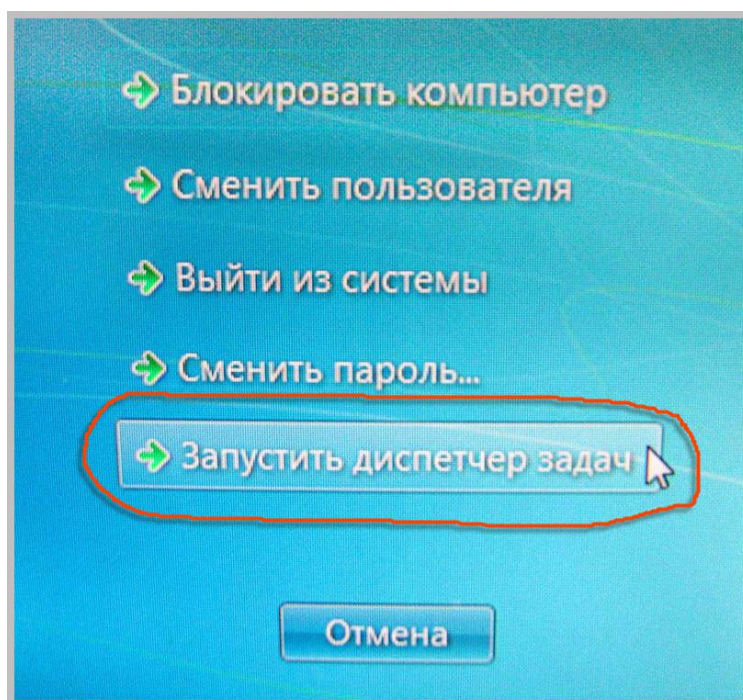 Блокировать компьютер
Сменить пользователя
Выйти из системы
Сменить пароль...
Запустить диспетчер задач
Отмена